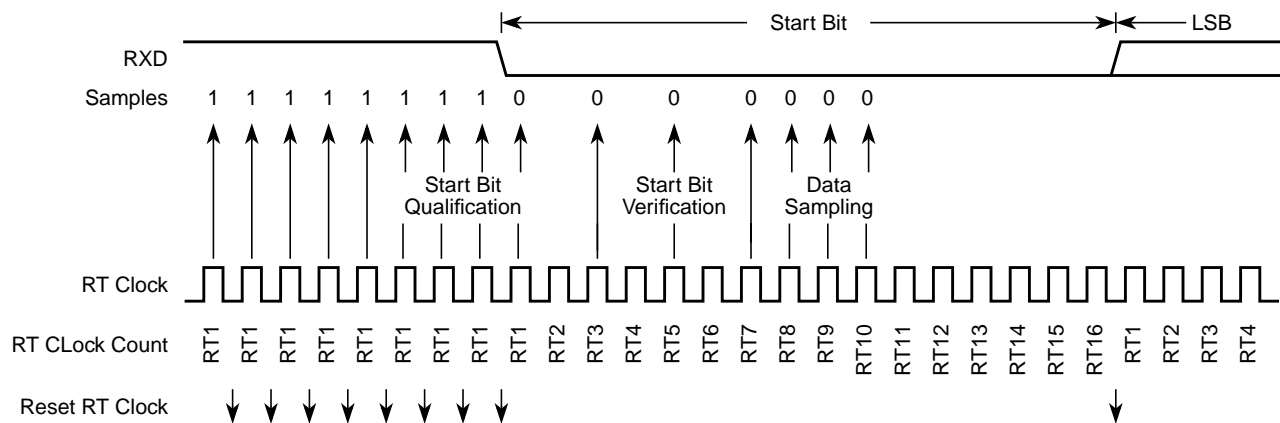 Start Bit LSB
RXD
Samples 1 1 1 1 1 1 1 1 0 0 0 0 0 0 0
Start Bit Qualification
Start Bit Verification
Data Sampling
RT Clock
RT CLock Count RT1 RT1 RT1 RT1 RT1 RT1 RT1 RT1 RT1 RT2 RT3 RT4 RT5 RT6 RT7 RT8 RT9 RT10 RT11 RT12 RT13 RT14 RT15 RT16 RT1 RT2 RT3 RT4
Reset RT Clock